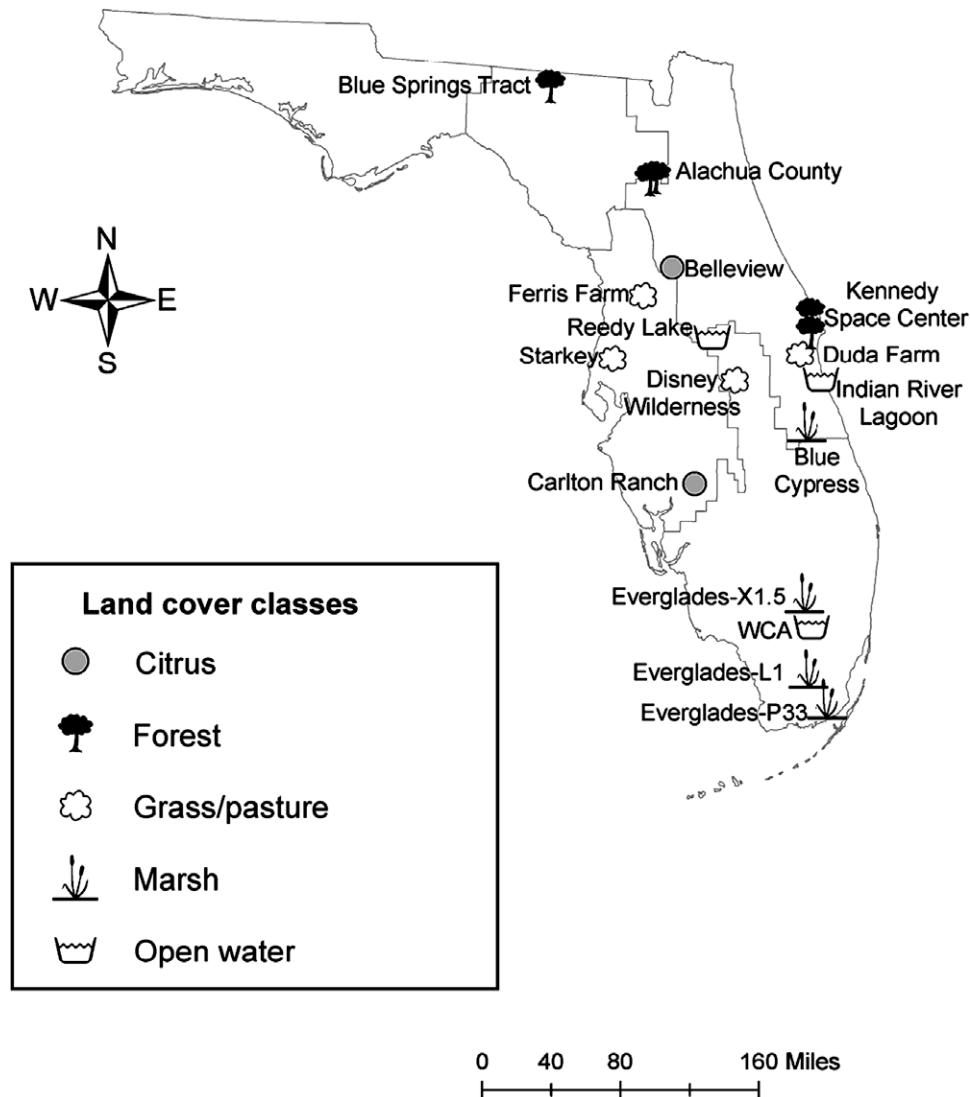 Blue Springs Tract
Alachua County
N
W
E
S
Belleview
Ferris Farm
Kennedy
Space Center
Reedy Lake
Starkey
Duda Farm
Disney
Wilderness
Indian River
Lagoon
Blue
Cypress
Carlton Ranch
Everglades-X1.5
WCA
Everglades-L1
Everglades-P33
Land cover classes
Citrus
Forest
Grass/pasture
Marsh
Open water
0 40 80 160 Miles